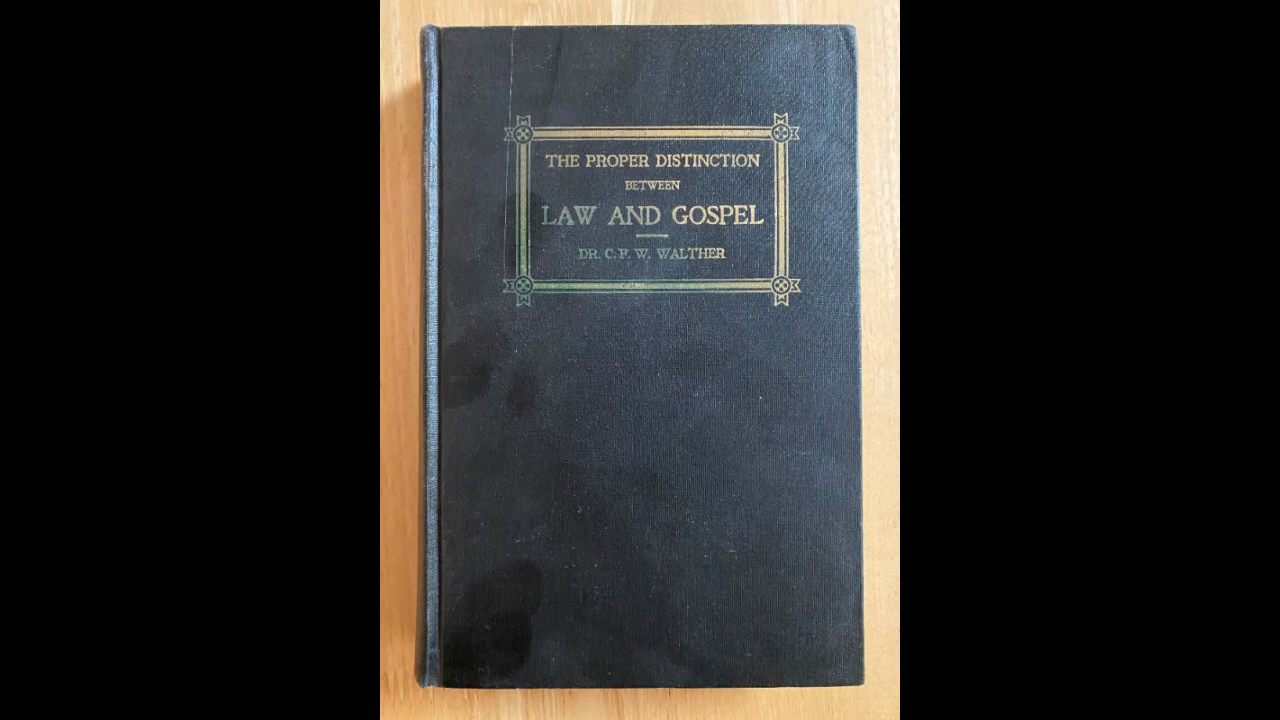 THE PROPER DISTINCTION
BETWEEN
LAW AND GOSPEL
DR. C. F. W. WALTHER